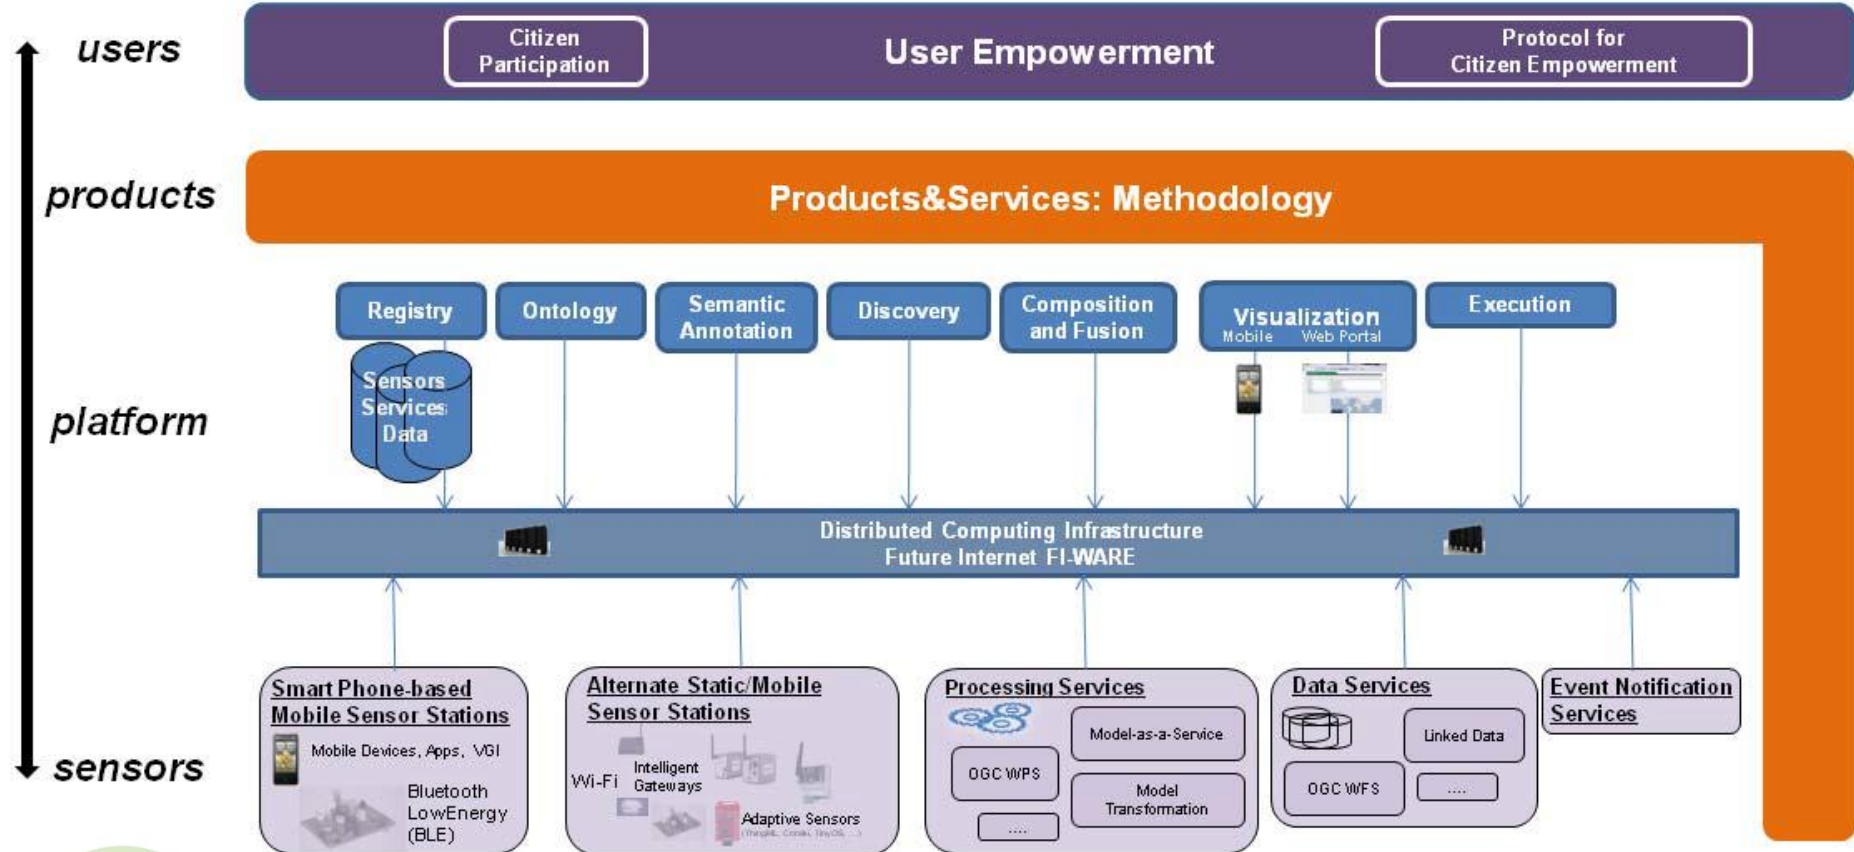 users
Citizen
Participation
User Empowerment
Protocol for
Citizen Empowerment
products
Products&Services: Methodology
Registry
Ontology
Semantic
Annotation
Discovery
Composition
and Fusion
Visualization
Mobile
Web Portal
Execution
Sensors
Services
Data
platform
Distributed Computing Infrastructure
Future Internet FI-WARE
Smart Phone-based
Mobile Sensor Stations
Mobile Devices, Apps, VGI
Bluetooth
LowEnergy
(BLE)
Alternate Static/Mobile
Sensor Stations
Wi-Fi
Intelligent
Gateways
Adaptive Sensors
Processing Services
Model-as-a-Service
OGC WPS
Model
Transformation
....
Data Services
Linked Data
OGC WFS
....
Event Notification
Services
sensors